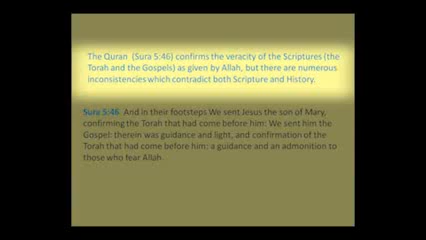 The Quran (Sura 5:46) confirms the veracity of the Scriptures (the
Torah and the Gospels) as given by Allah, but there are numerous
inconsistencies which contradict both Scripture and History.
Sura 5:46 And in their footsteps We sent Jesus the son of Mary,
confirming the Torah that had come before him: We sent him the
Gospel: therein was guidance and light, and confirmation of the
Torah that had come before him: a guidance and an admonition to
those who fear Allah.